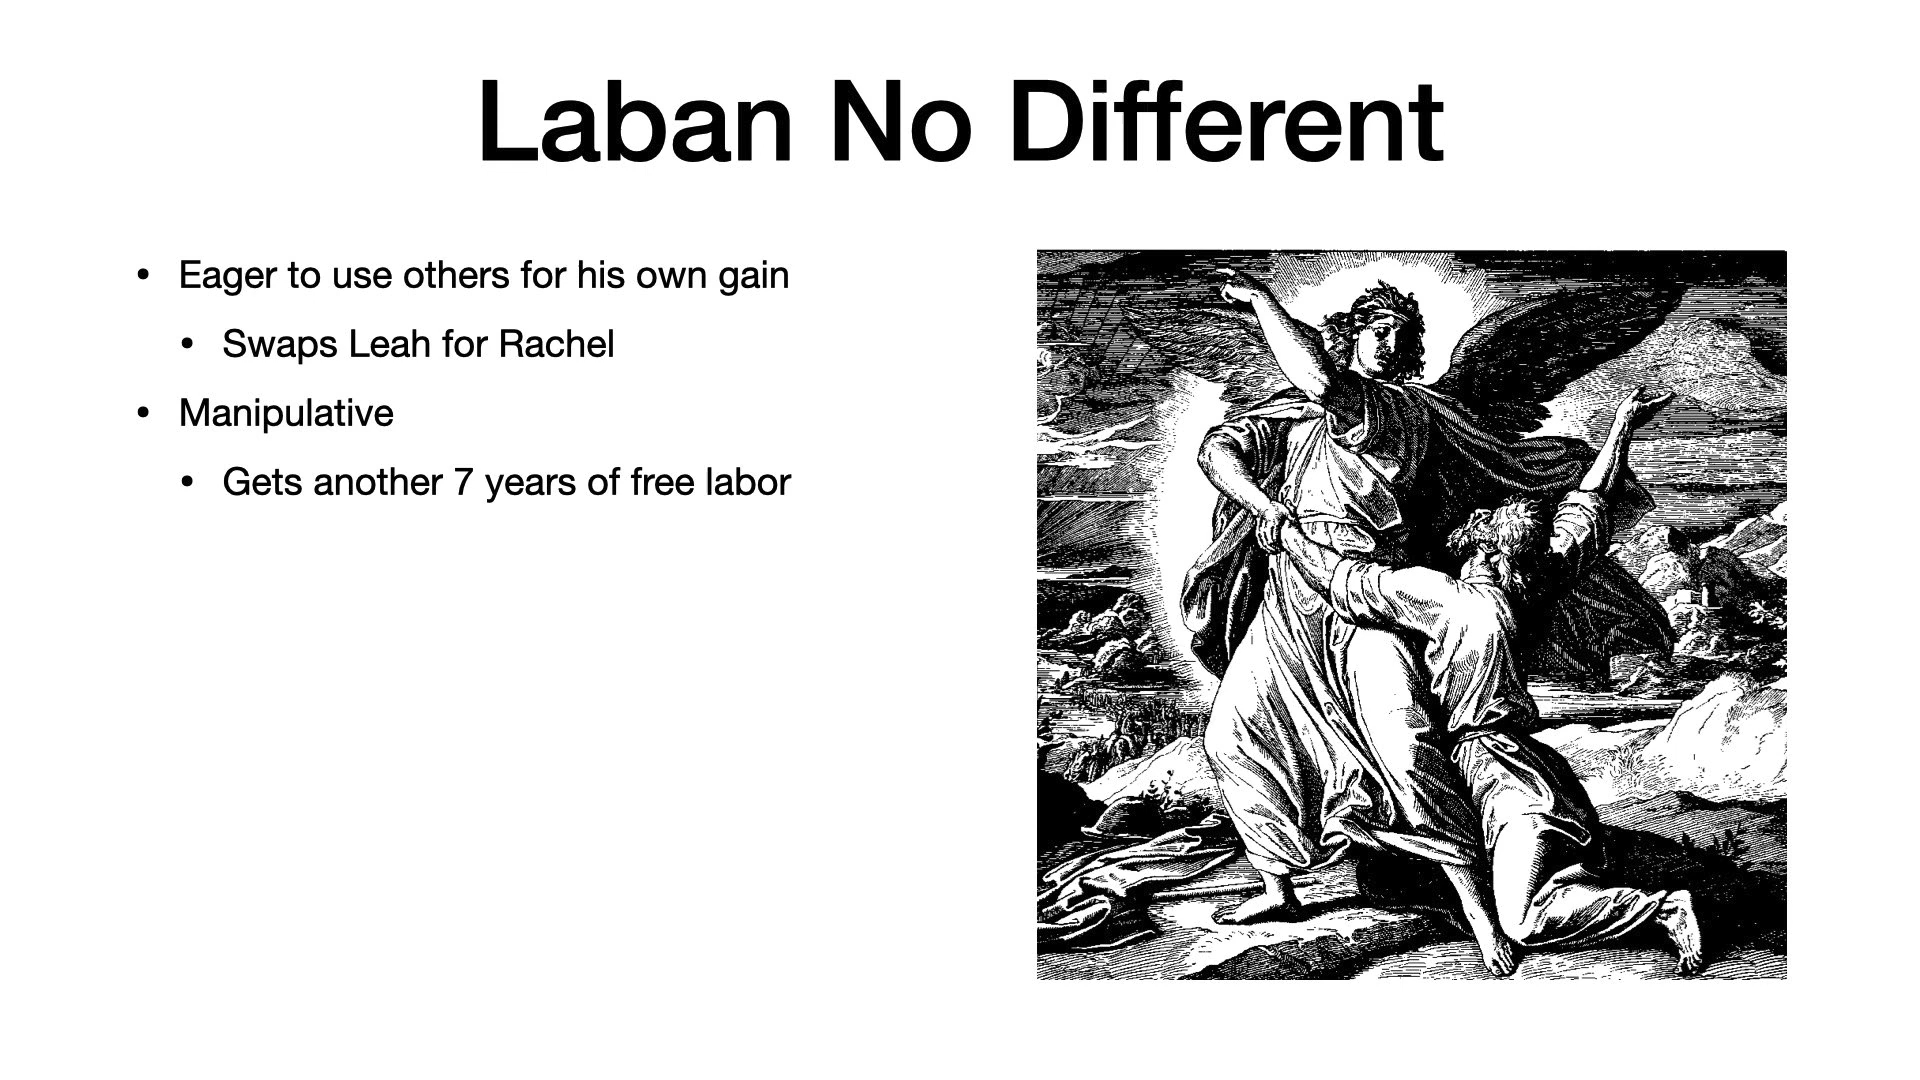 Laban No Different
• Eager to use others for his own gain
• Swaps Leah for Rachel
• Manipulative
• Gets another 7 years of free labor